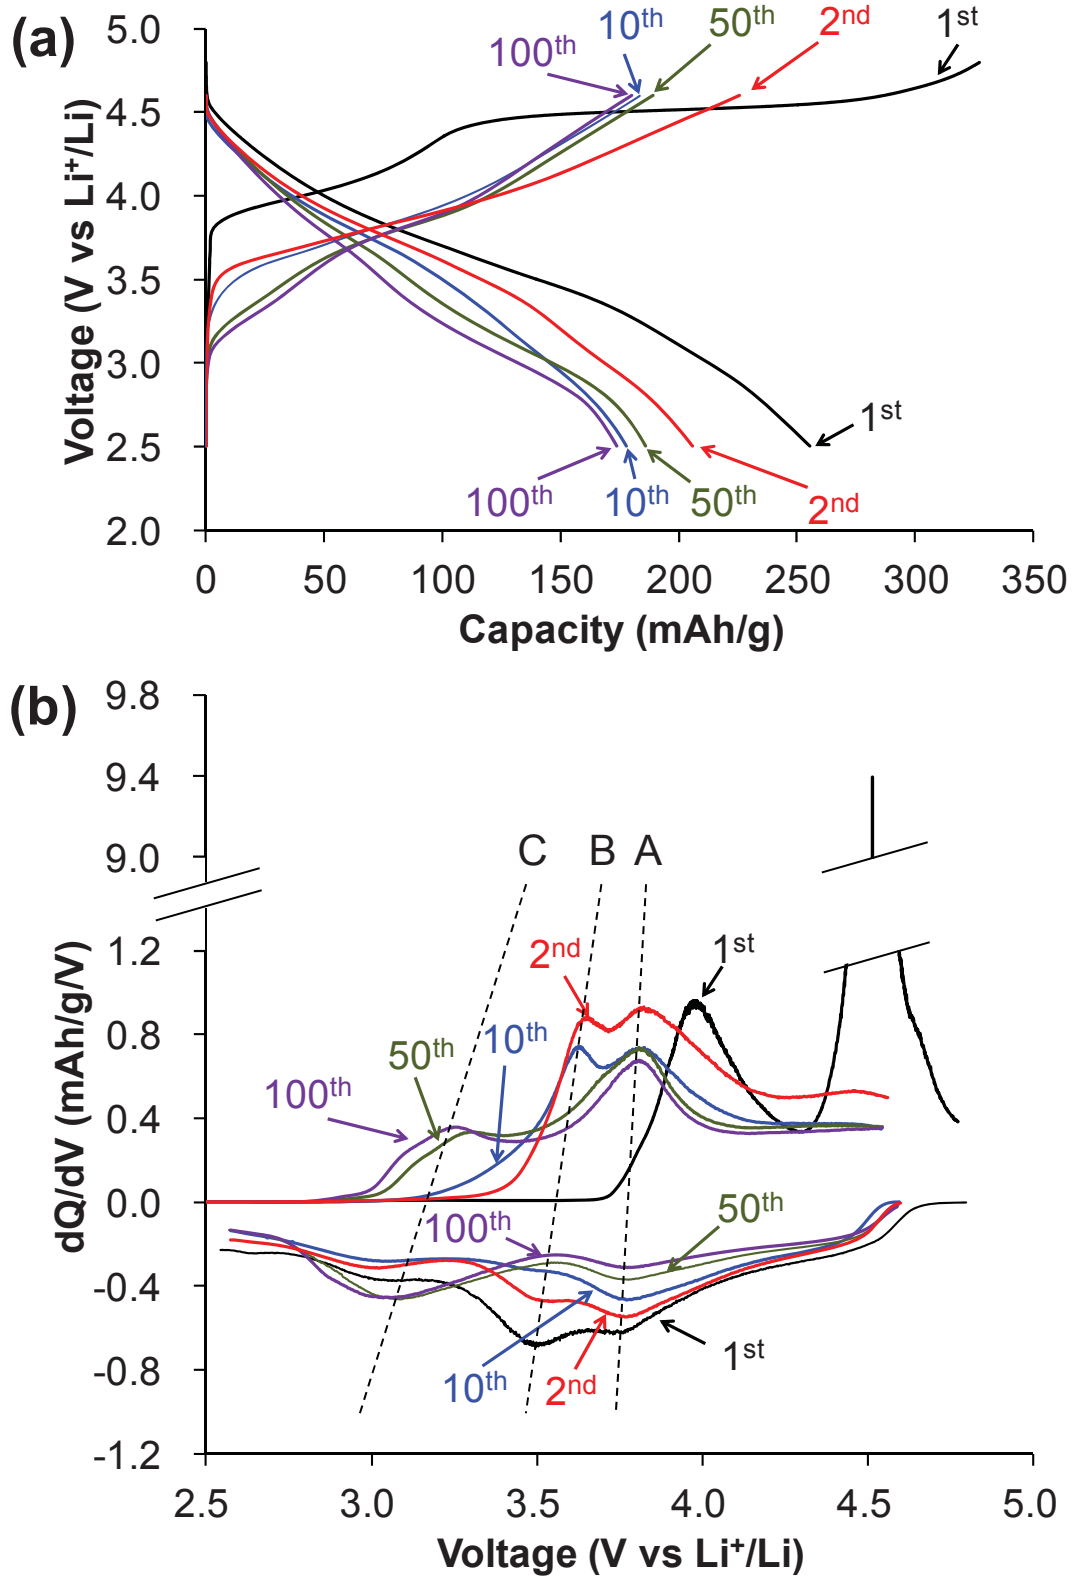 (a)
5.0
4.5
4.0
3.5
3.0
2.5
2.0
Voltage (V vs Li⁺/Li)
100ᵗʰ
10ᵗʰ
50ᵗʰ
2ⁿᵈ
1ˢᵗ
1ˢᵗ
100ᵗʰ
10ᵗʰ
50ᵗʰ
2ⁿᵈ
0 50 100 150 200 250 300 350
Capacity (mAh/g)
(b)
9.8
9.4
9.0
1.2
0.8
0.4
0.0
-0.4
-0.8
-1.2
dQ/dV (mAh/g/V)
C B A
2ⁿᵈ
1ˢᵗ
10ᵗʰ
50ᵗʰ
100ᵗʰ
100ᵗʰ
50ᵗʰ
10ᵗʰ
2ⁿᵈ
1ˢᵗ
2.5 3.0 3.5 4.0 4.5 5.0
Voltage (V vs Li⁺/Li)